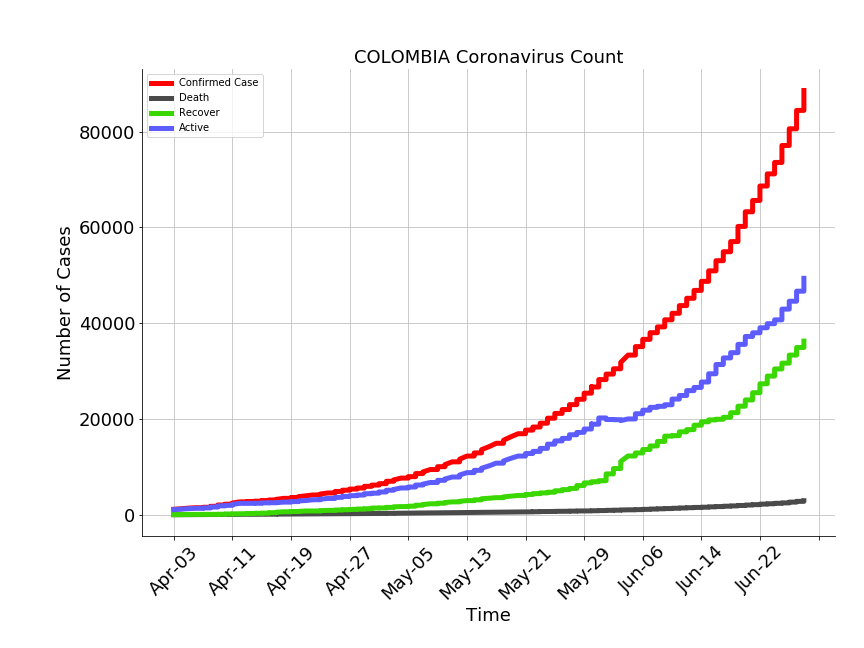 COLOMBIA Coronavirus Count
Confirmed Case
Death
Recover
Active
80000
60000
40000
20000
0
Number of Cases
Apr-03
Apr-11
Apr-19
Apr-27
May-05
May-13
May-21
May-29
Jun-06
Jun-14
Jun-22
Time